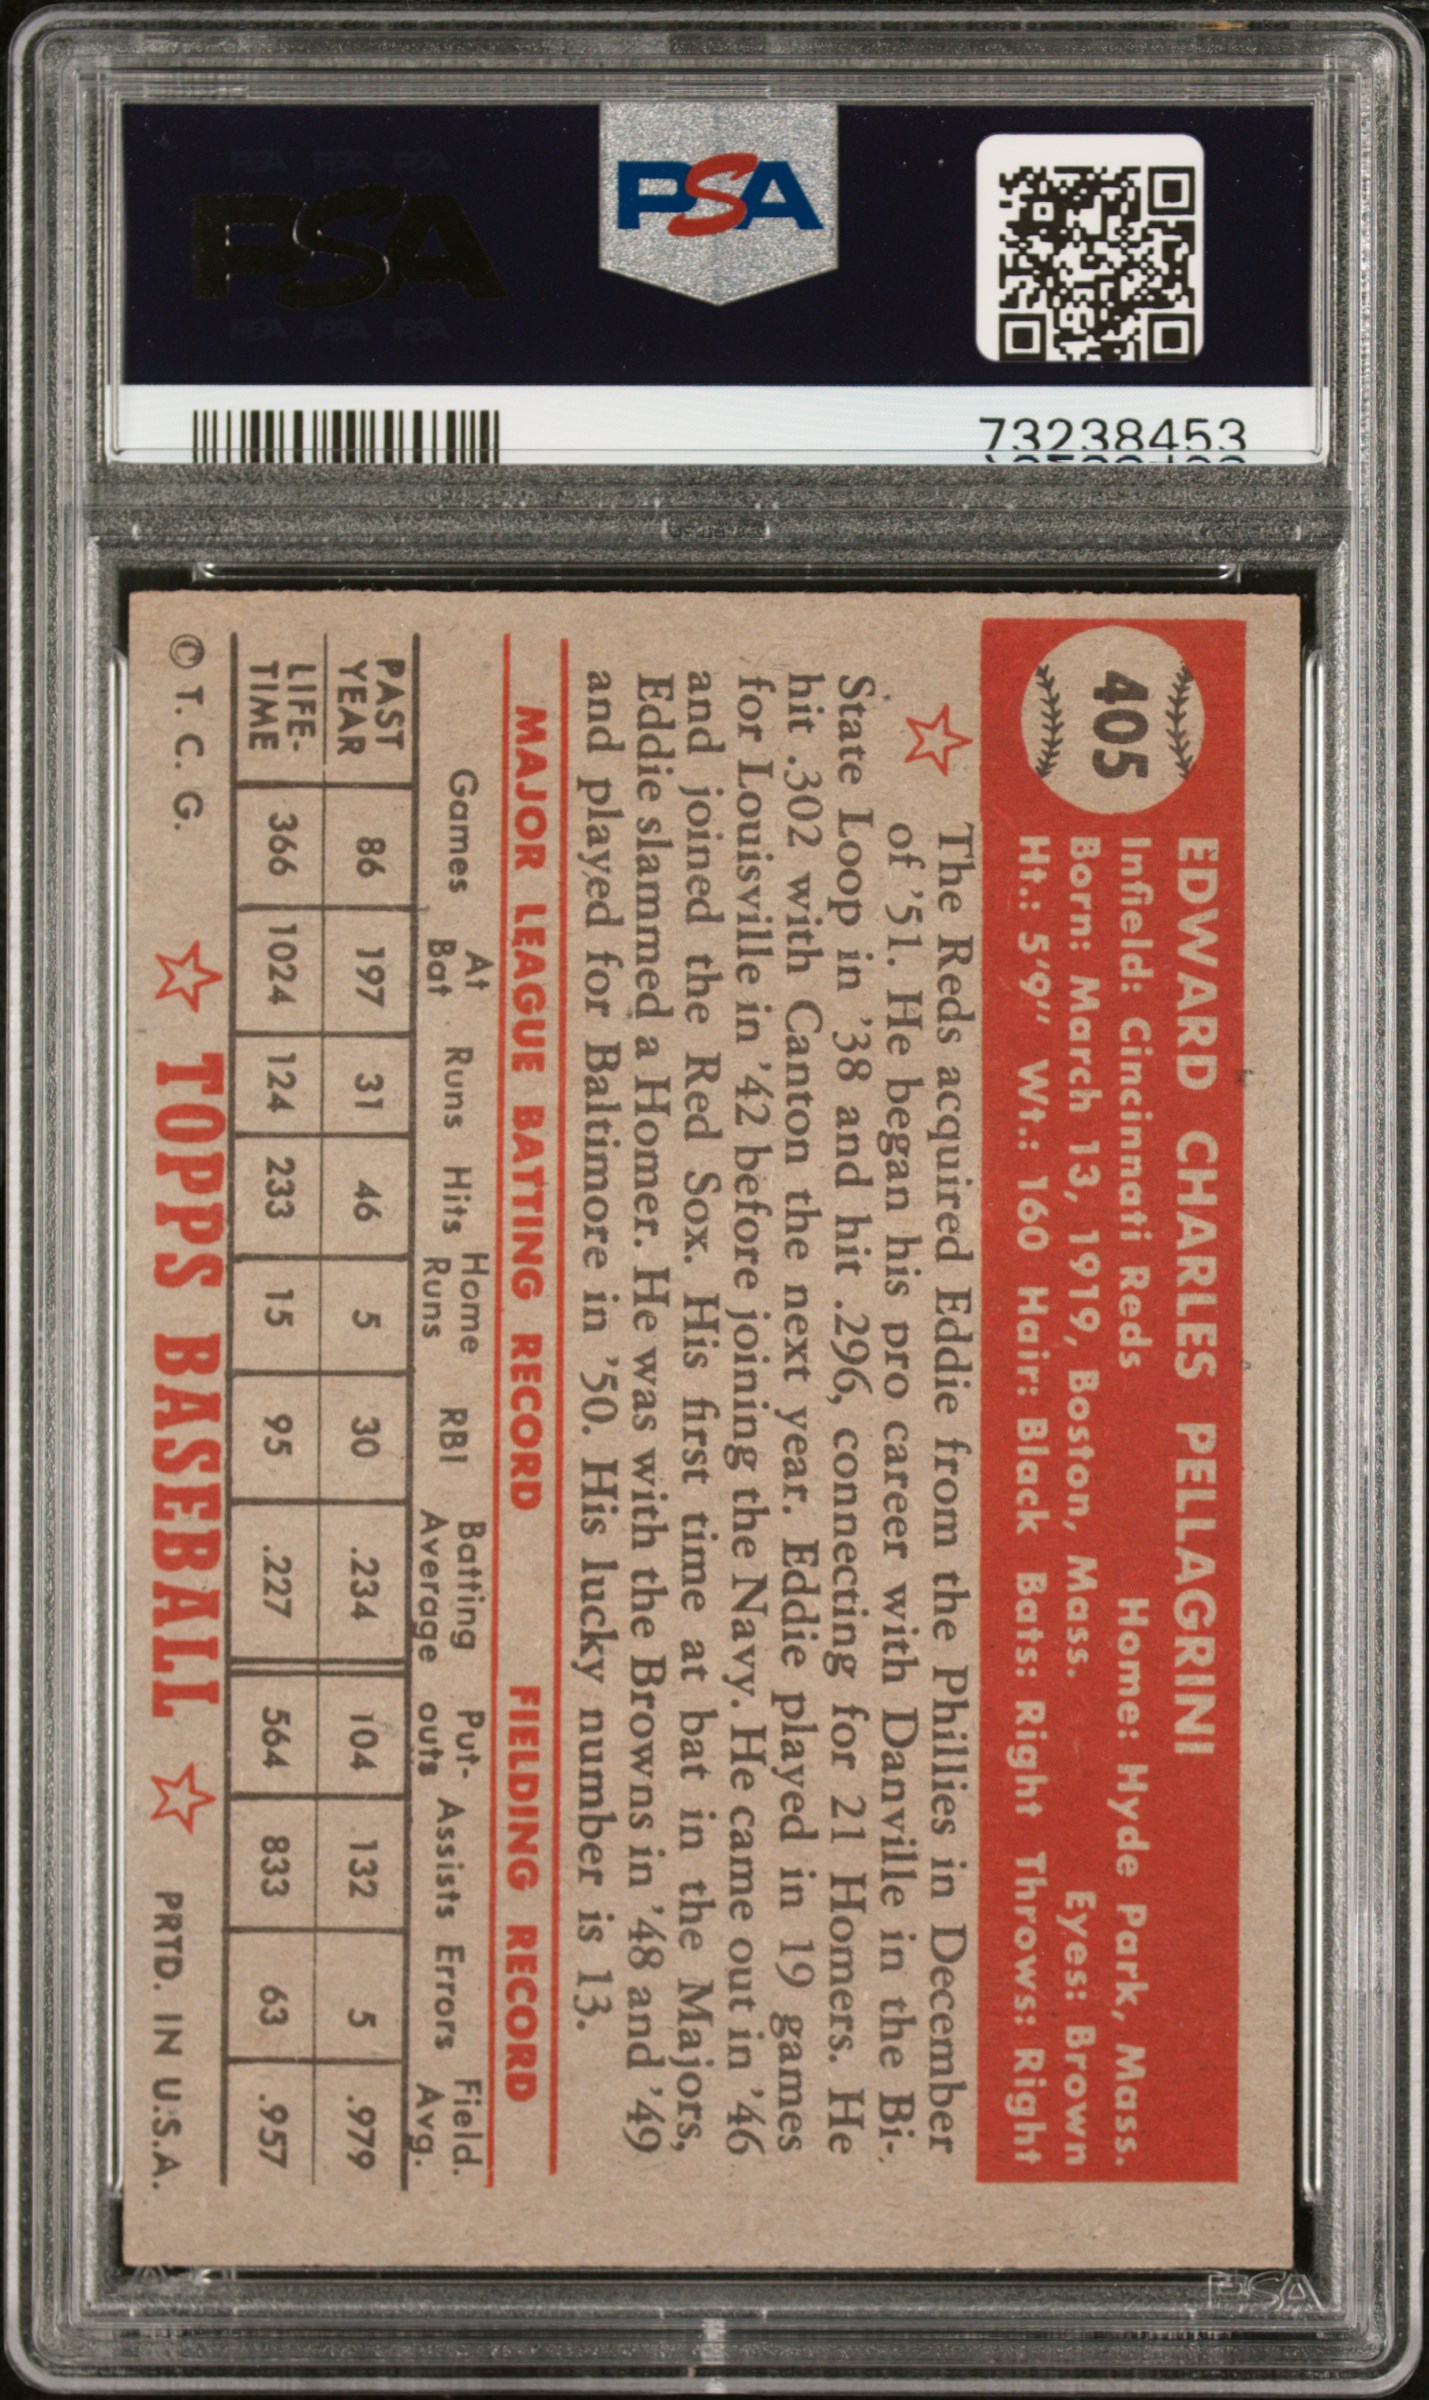 PSA
PSA PSA PSA
PSA
PSA PSA PSA
73238453
405
EDWARD CHARLES PELLAGRINI
Infield: Cincinnati Reds Home: Hyde Park, Mass.
Born: March 13, 1919, Boston, Mass. Eyes: Brown
Ht.: 5'9" Wt.: 160 Hair: Black Bats: Right Throws: Right
The Reds acquired Eddie from the Phillies in December
of '51. He began his pro career with Danville in the Bi-
State Loop in '38 and hit .296, connecting for 21 Homers. He
hit .302 with Canton the next year. Eddie played in 19 games
for Louisville in '42 before joining the Navy. He came out in '46
and joined the Red Sox. His first time at bat in the Majors,
Eddie slammed a Homer. He was with the Browns in '48 and '49
and played for Baltimore in '50. His lucky number is 13.
MAJOR LEAGUE BATTING RECORD FIELDING RECORD
Games At Bat Runs Hits Home Runs RBI Batting Average Put-outs Assists Errors Field. Avg.
PAST YEAR 86 197 31 46 5 30 .234 104 132 5 .979
LIFE-TIME 366 1024 124 233 15 95 .227 564 833 63 .957
© T. C. G. TOPPS BASEBALL PRTD. IN U.S.A.
PSA